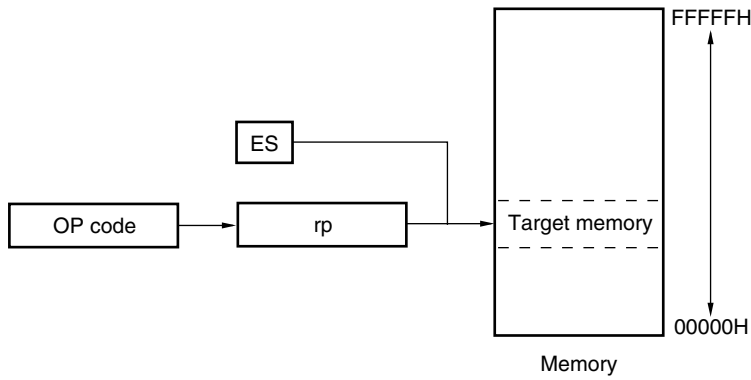 FFFFFH
ES
OP code
rp
Target memory
00000H
Memory